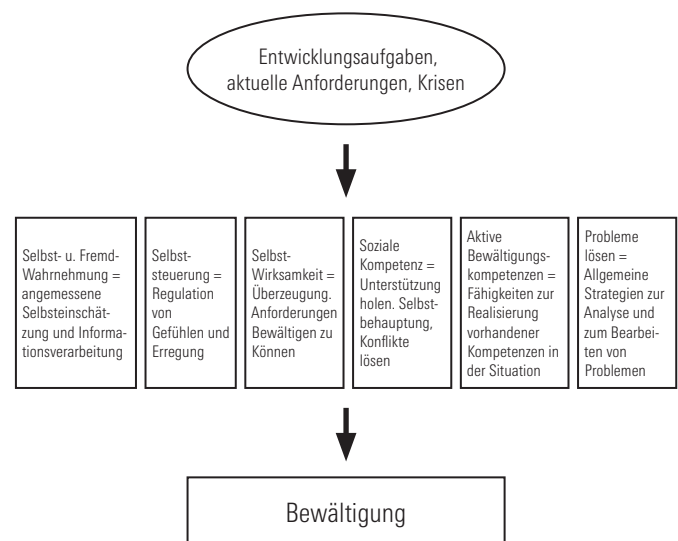 Entwicklungsaufgaben,
aktuelle Anforderungen, Krisen
Selbst- u. Fremd-
Wahrnehmung =
angemessene
Selbsteinschät-
zung und Informa-
tionsverarbeitung
Selbst-
steuerung =
Regulation
von
Gefühlen und
Erregung
Selbst-
Wirksamkeit =
Überzeugung.
Anforderungen
Bewältigen zu
Können
Soziale
Kompetenz =
Unterstützung
holen. Selbst-
behauptung,
Konflikte
lösen
Aktive
Bewältigungs-
kompetenzen =
Fähigkeiten zur
Realisierung
vorhandener
Kompetenzen in
der Situation
Probleme
lösen =
Allgemeine
Strategien zur
Analyse und
zum Bearbei-
ten von
Problemen
Bewältigung